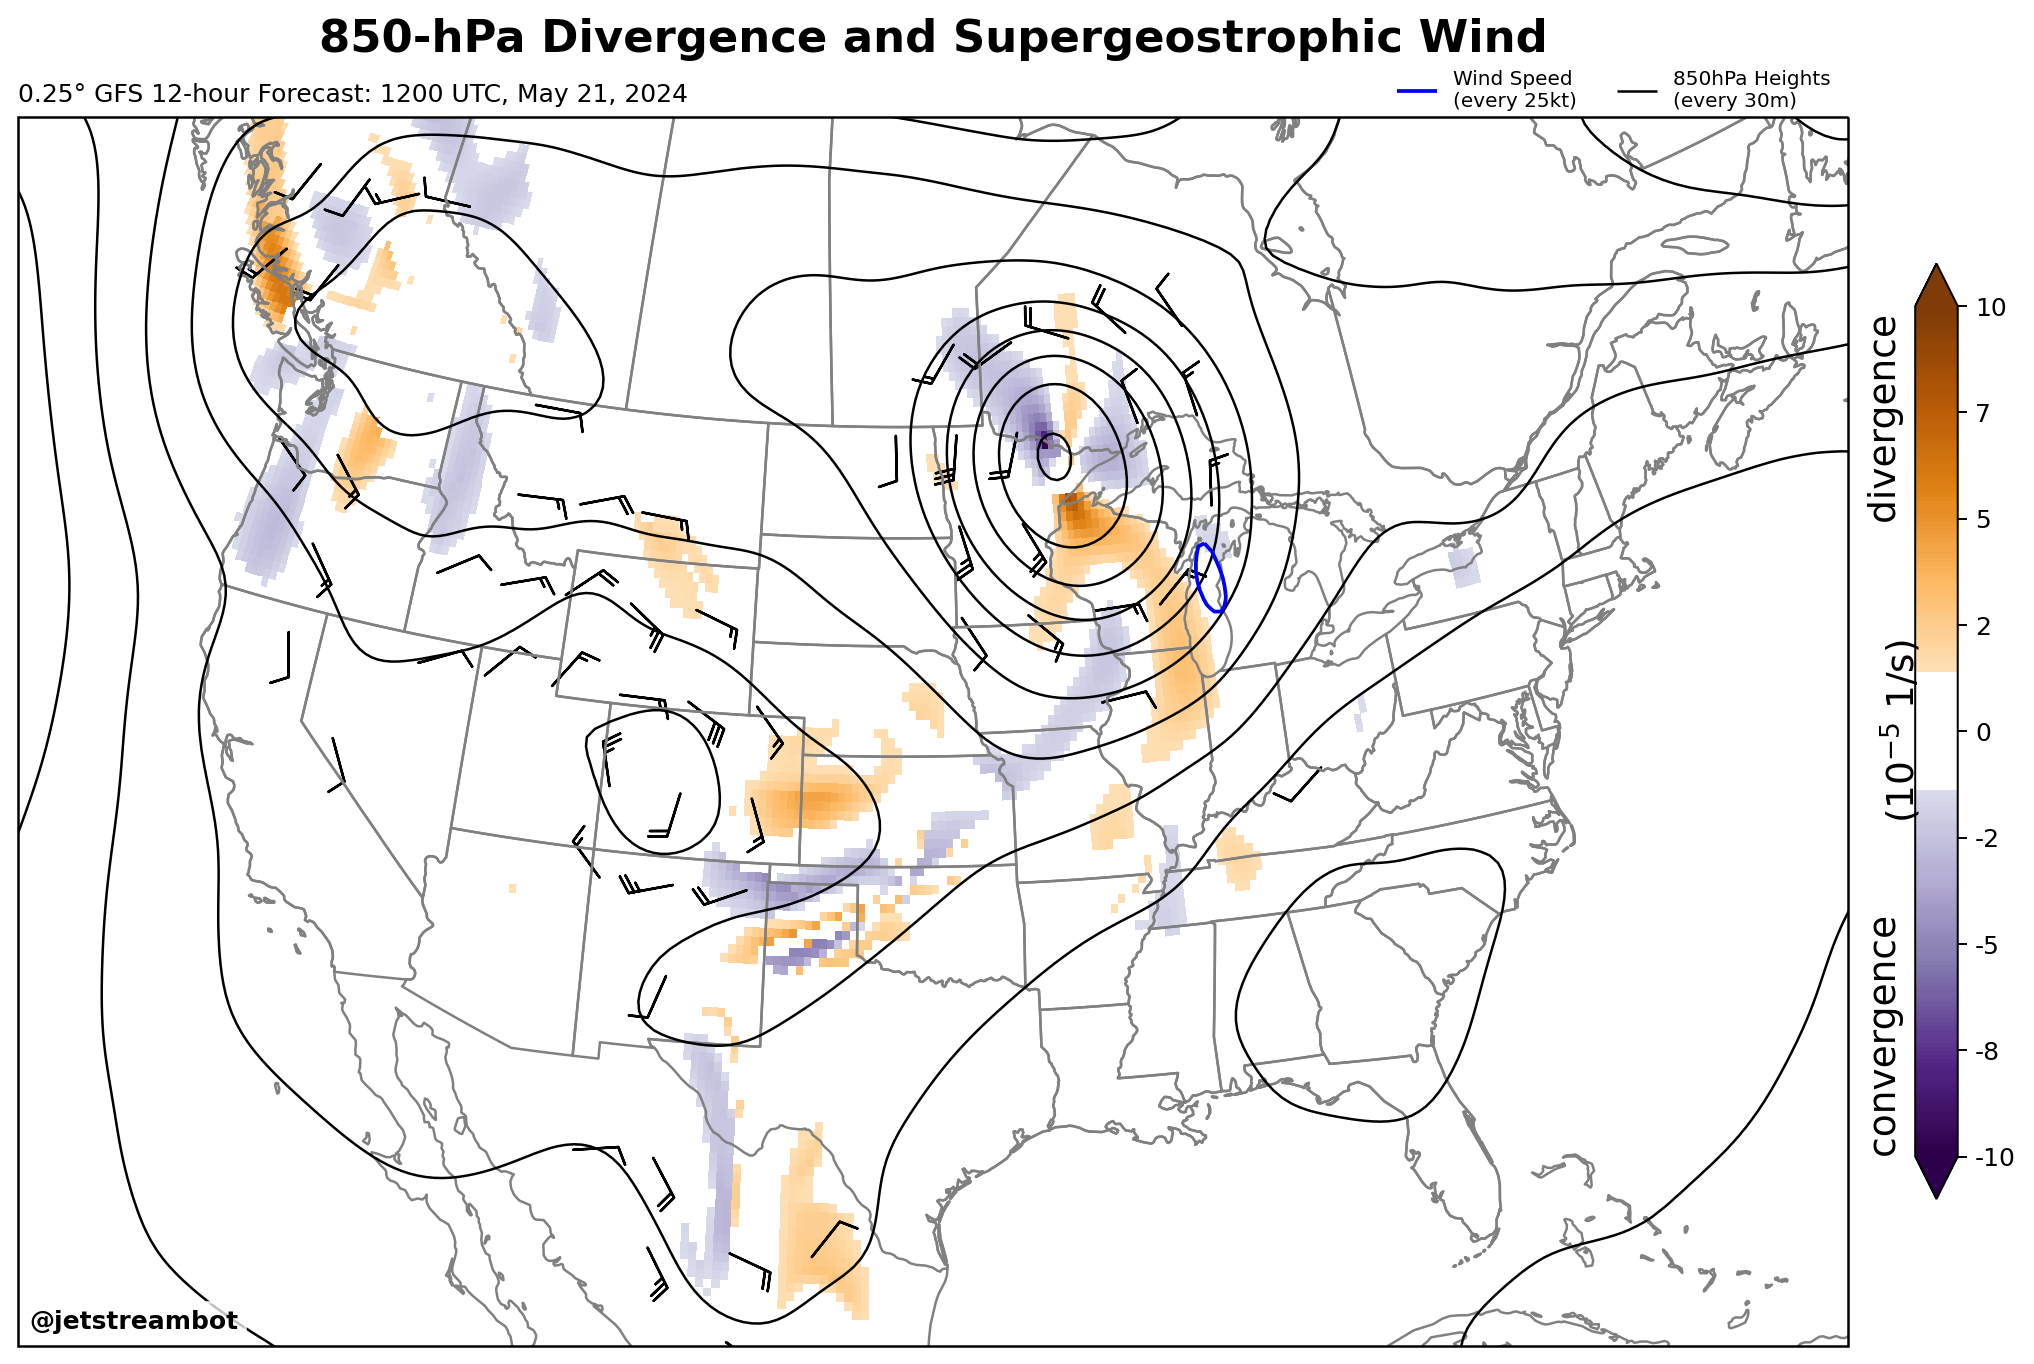 850-hPa Divergence and Supergeostrophic Wind
0.25° GFS 12-hour Forecast: 1200 UTC, May 21, 2024
Wind Speed
(every 25kt)
850hPa Heights
(every 30m)
divergence
(10⁻⁵ 1/s)
convergence
10
7
5
2
0
-2
-5
-8
-10
@jetstreambot